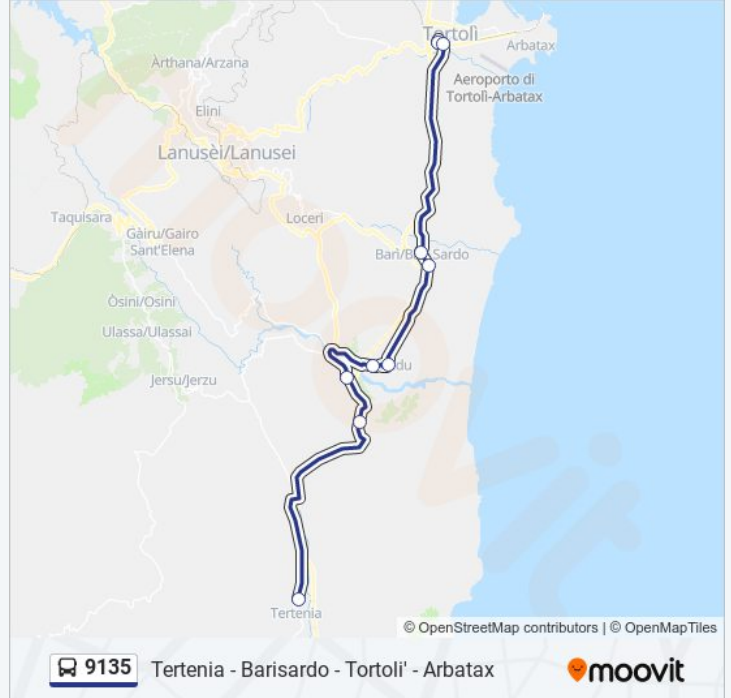 Tortolì
Arbatax
Àrthana/Arzana
Aeroporto di
Tortolì-Arbatax
Elini
Lanusèi/Lanusei
Loceri
Taquisara
Gàiru/Gairo
Sant'Elena
Barì/B Sardo
Òsini/Osini
Ulassa/Ulassai
Jersu/Jerzu
du
Tertenia
© OpenStreetMap contributors | © OpenMapTiles
9135 Tertenia - Barisardo - Tortoli' - Arbatax
moovit